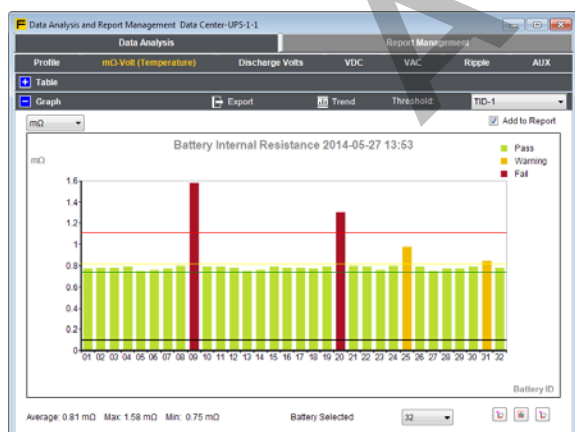 Data Analysis and Report Management Data Center-UPS-1-1
Data Analysis Report Management
Profile mΩ-Volt (Temperature) Discharge Volts VDC VAC Ripple AUX
Table
Graph Export Trend Threshold: TID-1
mΩ Add to Report
Battery Internal Resistance 2014-05-27 13:53
mΩ
Pass
Warning
Fail
1.6
1.4
1.2
1
0.8
0.6
0.4
0.2
0
01 02 03 04 05 06 07 08 09 10 11 12 13 14 15 16 17 18 19 20 21 22 23 24 25 26 27 28 29 30 31 32
Battery ID
Average: 0.81 mΩ Max: 1.58 mΩ Min: 0.75 mΩ Battery Selected 32